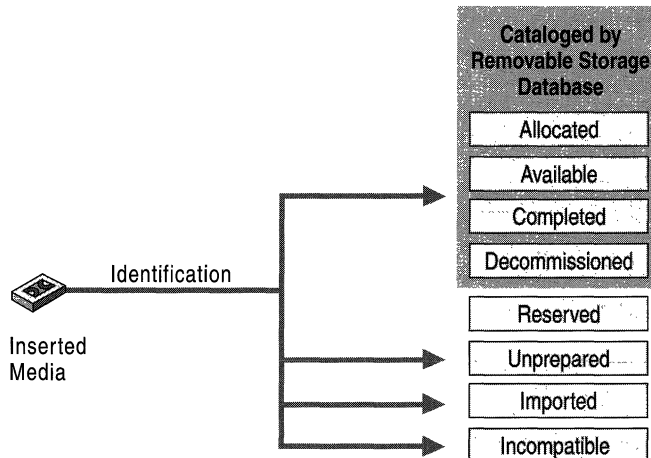 Cataloged by
Removable Storage
Database
Allocated
Available
Completed
Decommissioned
Identification
Inserted
Media
Reserved
Unprepared
Imported
Incompatible